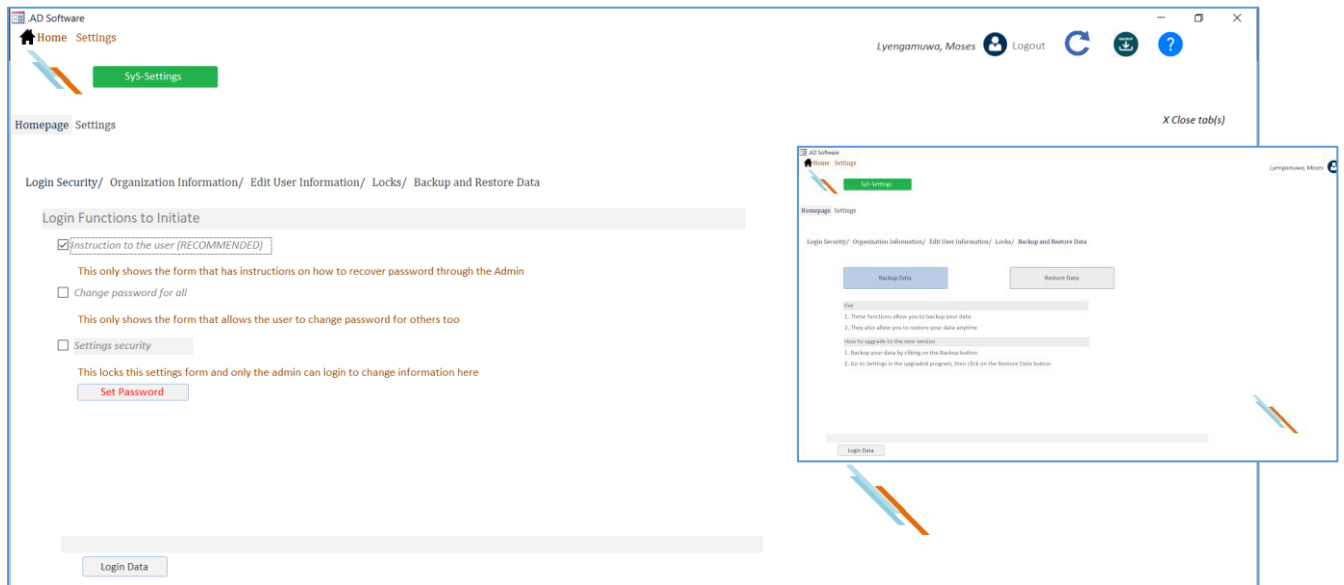 .AD Software
Home Settings
Lyengamuwa, Moses Logout
SyS-Settings
Homepage Settings
X Close tab(s)
Login Security/ Organization Information/ Edit User Information/ Locks/ Backup and Restore Data
Login Functions to Initiate
Instruction to the user (RECOMMENDED)
This only shows the form that has instructions on how to recover password through the Admin
Change password for all
This only shows the form that allows the user to change password for others too
Settings security
This locks this settings form and only the admin can login to change information here
Set Password
Login Data
.AD Software
Home Settings
Lyengamuwa, Moses
SyS-Settings
Homepage Settings
Login Security/ Organization Information/ Edit User Information/ Locks/ Backup and Restore Data
Backup Data Restore Data
Use
1. These functions allow you to backup your data
2. They also allow you to restore your data anytime
How to upgrade to the new version
1. Backup your data by cliking on the Backup button
2. Go to Settings in the upgraded program, then click on the Restore Data button
Login Data